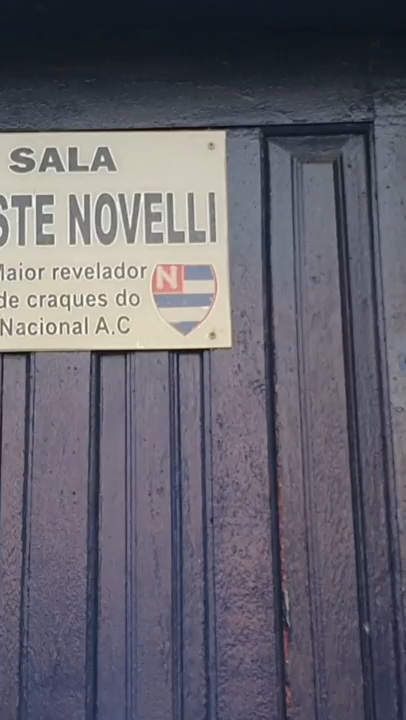 SALA
STE NOVELLI
Maior revelador
de craques do
Nacional A.C
N